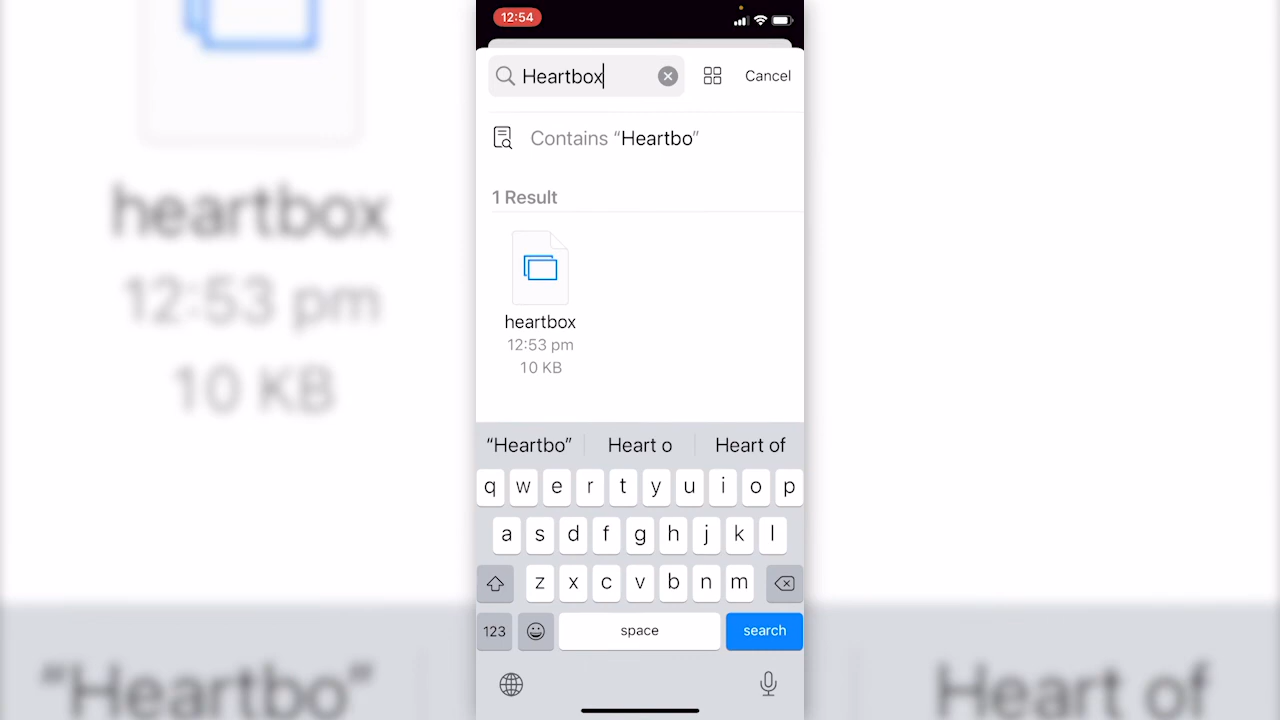 12:54
Heartbox
Cancel
Contains “Heartbo”
1 Result
heartbox
12:53 pm
10 KB
“Heartbo” Heart o Heart of
q w e r t y u i o p
a s d f g h j k l
z x c v b n m
123 space search
heartbox
12:53 pm
10 KB
“Heartbo” Heart of